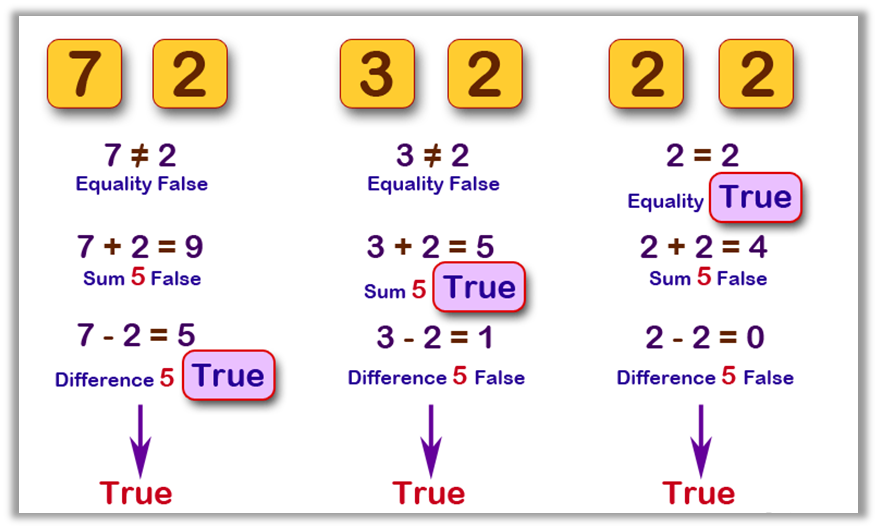 7 2
7 ≠ 2
Equality False
7 + 2 = 9
Sum 5 False
7 - 2 = 5
Difference 5 True
True
3 2
3 ≠ 2
Equality False
3 + 2 = 5
Sum 5 True
3 - 2 = 1
Difference 5 False
True
2 2
2 = 2
Equality True
2 + 2 = 4
Sum 5 False
2 - 2 = 0
Difference 5 False
True